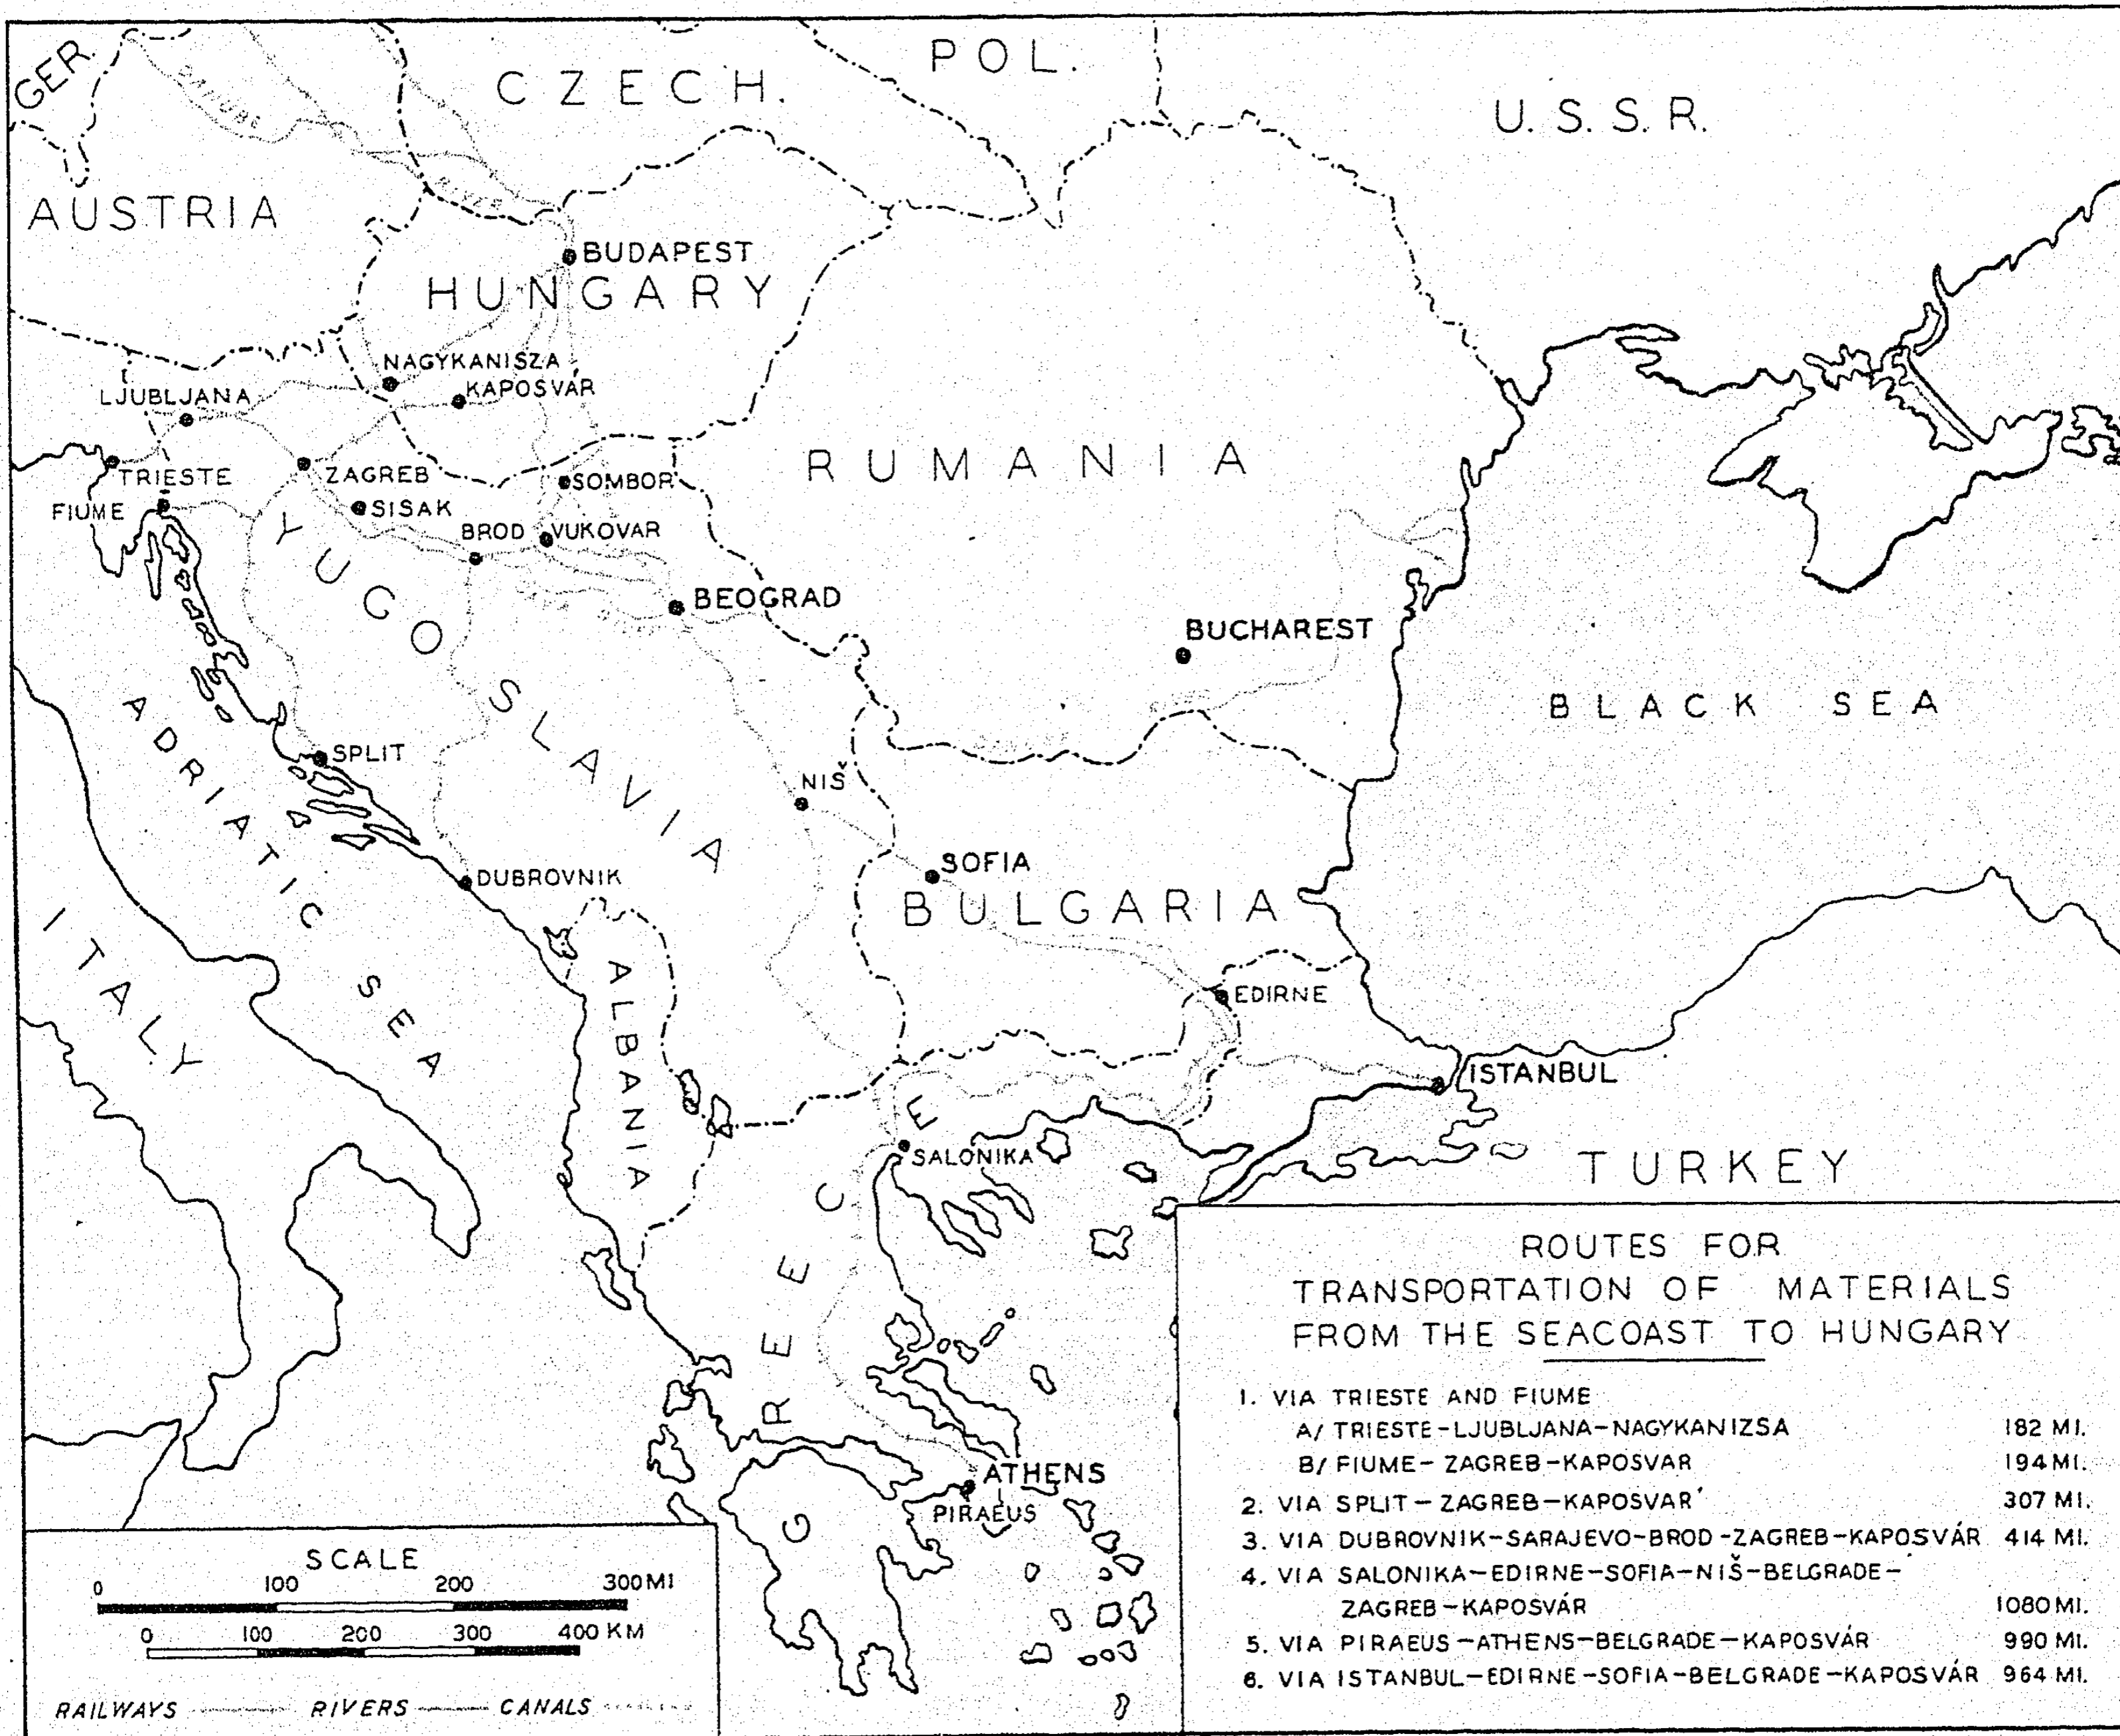 GER.
CZECH.
POL.
U.S.S.R.
DANUBE
RIVER
AUSTRIA
BUDAPEST
HUNGARY
NAGYKANISZA
KAPOSVÁR
LJUBLJANA
TRIESTE
ZAGREB
SOMBOR
FIUME
SISAK
BROD
VUKOVAR
RUMANIA
YUGOSLAVIA
BEOGRAD
BUCHAREST
BLACK SEA
ADRIATIC SEA
SPLIT
NIŠ
DUBROVNIK
SOFIA
BULGARIA
ITALY
ALBANIA
EDIRNE
ISTANBUL
SALONIKA
TURKEY
GREECE
ATHENS
PIRAEUS
ROUTES FOR
TRANSPORTATION OF MATERIALS
FROM THE SEACOAST TO HUNGARY
1. VIA TRIESTE AND FIUME
A/ TRIESTE-LJUBLJANA-NAGYKANIZSA 182 MI.
B/ FIUME- ZAGREB-KAPOSVAR 194 MI.
2. VIA SPLIT- ZAGREB-KAPOSVAR' 307 MI.
3. VIA DUBROVNIK-SARAJEVO-BROD-ZAGREB-KAPOSVÁR 414 MI.
4. VIA SALONIKA-EDIRNE-SOFIA-NIŠ-BELGRADE-
ZAGREB-KAPOSVÁR 1080 MI.
5. VIA PIRAEUS-ATHENS-BELGRADE-KAPOSVÁR 990 MI.
6. VIA ISTANBUL-EDIRNE-SOFIA-BELGRADE-KAPOSVÁR 964 MI.
SCALE
0 100 200 300 MI
0 100 200 300 400 KM
RAILWAYS RIVERS CANALS